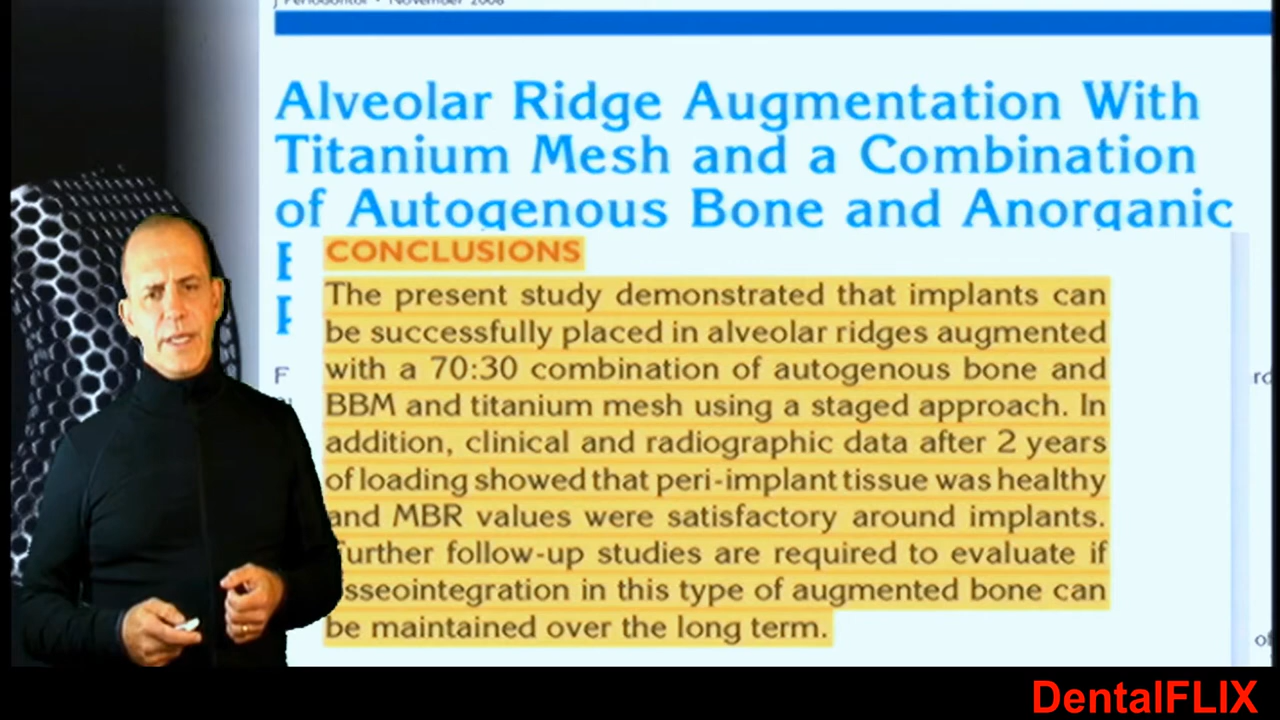 J Periodontol • November 2008
Alveolar Ridge Augmentation With
Titanium Mesh and a Combination
of Autogenous Bone and Anorganic
CONCLUSIONS
The present study demonstrated that implants can
be successfully placed in alveolar ridges augmented
with a 70:30 combination of autogenous bone and
BBM and titanium mesh using a staged approach. In
addition, clinical and radiographic data after 2 years
of loading showed that peri-implant tissue was healthy
and MBR values were satisfactory around implants.
further follow-up studies are required to evaluate if
sseointegration in this type of augmented bone can
be maintained over the long term.
DentalFLIX